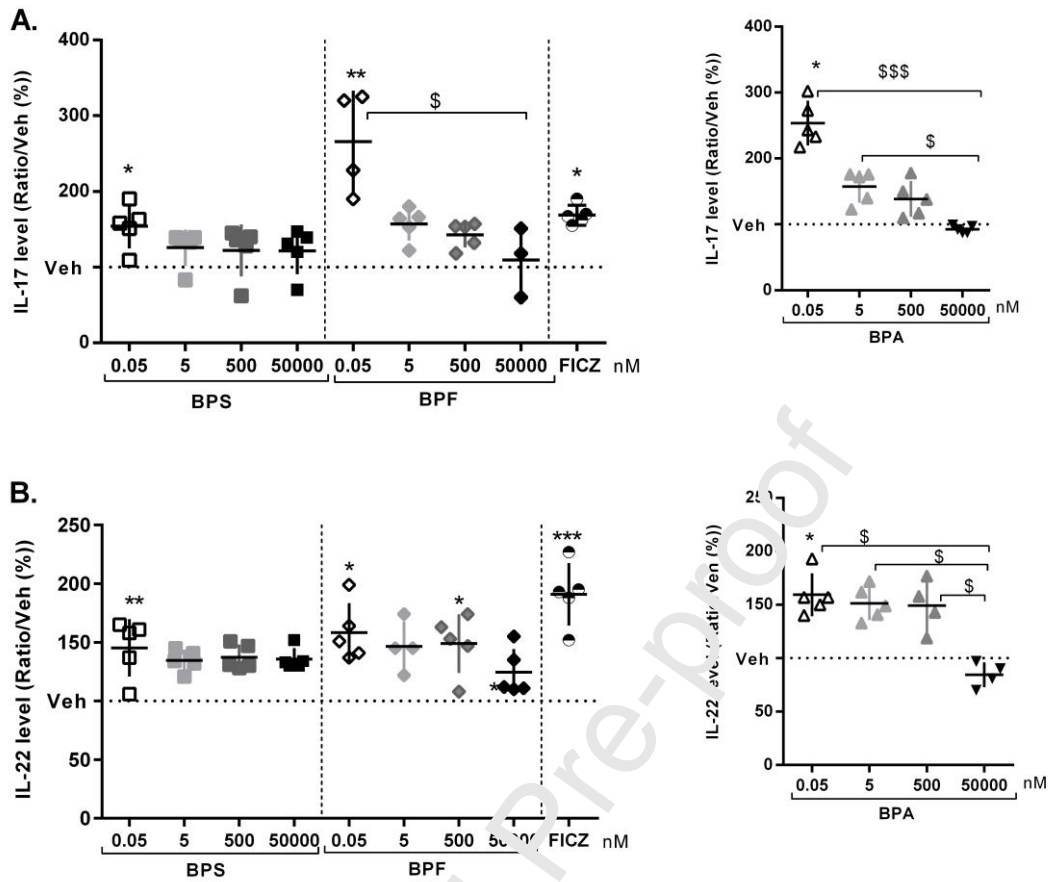 A.
IL-17 level (Ratio/Veh (%))
400
300
200
Veh
100
0
*
**
$
*
0.05 5 500 50000 0.05 5 500 50000 FICZ nM
BPS BPF
IL-17 level (Ratio/Veh (%))
400
300
200
Veh
100
0
*
$$$
$
0.05 5 500 50000 nM
BPA
B.
IL-22 level (Ratio/Veh (%))
250
200
150
Veh
100
50
0
**
*
*
*
***
0.05 5 500 50000 0.05 5 500 FICZ nM
BPS BPF
IL-22 (Ratio (%))
250
200
150
Veh
100
50
0
*
$
$
$
0.05 5 500 50000 nM
BPA
Pre-proof